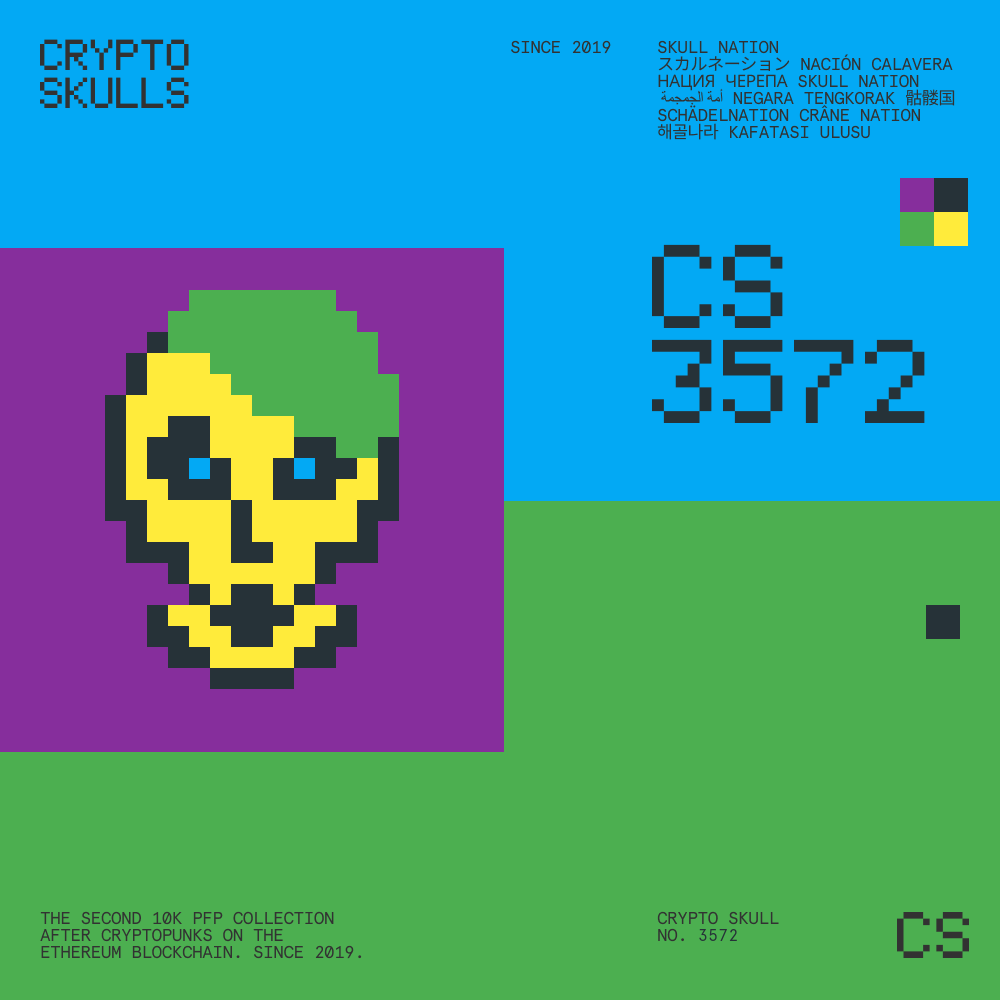 CRYPTO
SKULLS
SINCE 2019
SKULL NATION
スカルネーション NACIÓN CALAVERA
НАЦИЯ ЧЕРЕПА SKULL NATION
أمة الجمجمة NEGARA TENGKORAK 骷髅国
SCHÄDELNATION CRÂNE NATION
해골나라 KAFATASI ULUSU
CS
3572
THE SECOND 10K PFP COLLECTION
AFTER CRYPTOPUNKS ON THE
ETHEREUM BLOCKCHAIN. SINCE 2019.
CRYPTO SKULL
NO. 3572
CS